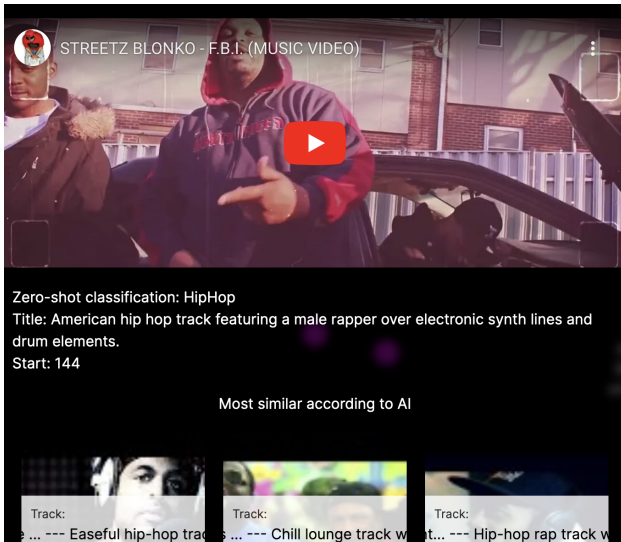 STREETZ BLONKO - F.B.I. (MUSIC VIDEO)
Zero-shot classification: HipHop
Title: American hip hop track featuring a male rapper over electronic synth lines and
drum elements.
Start: 144
Most similar according to AI
Track: Track: Track:
... --- Easeful hip-hop ... --- Chill lounge track ... --- Hip-hop rap track